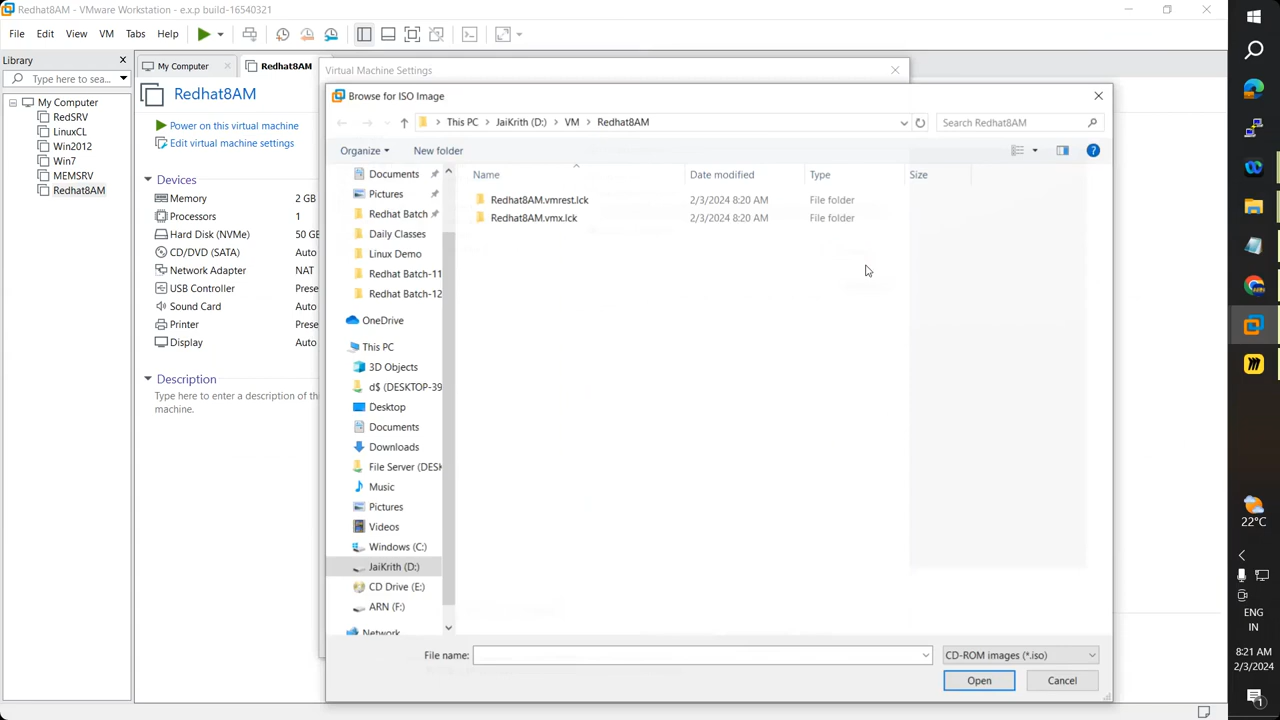 Redhat8AM - VMware Workstation - e.x.p build-16540321
File Edit View VM Tabs Help
Library
Type here to sea...
My Computer
RedSRV
LinuxCL
Win2012
Win7
MEMSRV
Redhat8AM
My Computer
Redhat8AM
Redhat8AM
Power on this virtual machine
Edit virtual machine settings
Devices
Memory 2 GB
Processors 1
Hard Disk (NVMe) 50 GB
CD/DVD (SATA) Auto
Network Adapter NAT
USB Controller Prese
Sound Card Auto
Printer Prese
Display Auto
Description
Type here to enter a description of th
machine.
Virtual Machine Settings
Browse for ISO Image
This PC JaiKrith (D:) VM Redhat8AM
Search Redhat8AM
Organize New folder
Name Date modified Type Size
Redhat8AM.vmrest.lck 2/3/2024 8:20 AM File folder
Redhat8AM.vmx.lck 2/3/2024 8:20 AM File folder
Documents
Pictures
Redhat Batch
Daily Classes
Linux Demo
Redhat Batch-11
Redhat Batch-12
OneDrive
This PC
3D Objects
d$ (DESKTOP-39
Desktop
Documents
Downloads
File Server (DESK
Music
Pictures
Videos
Windows (C:)
JaiKrith (D:)
CD Drive (E:)
ARN (F:)
Network
File name:
CD-ROM images (*.iso)
Open Cancel
22°C
ENG
IN
8:21 AM
2/3/2024
1